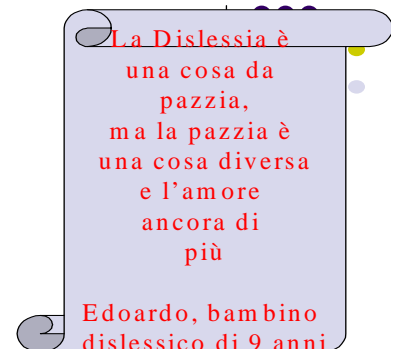 La Dislessia è
una cosa da
pazzia,
ma la pazzia è
una cosa diversa
e l’amore
ancora di
più
Edoardo, bambino
dislessico di 9 anni